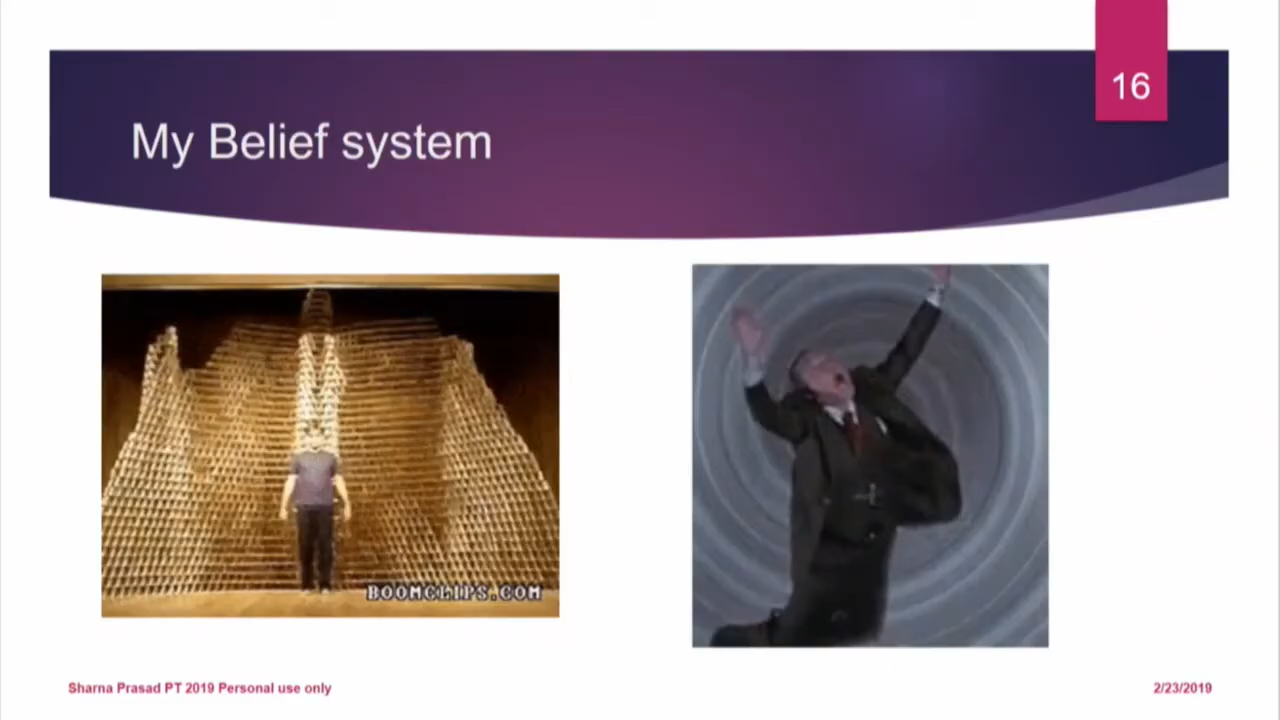 16
My Belief system
BOOMCLIPS.COM
Sharna Prasad PT 2019 Personal use only
2/23/2019